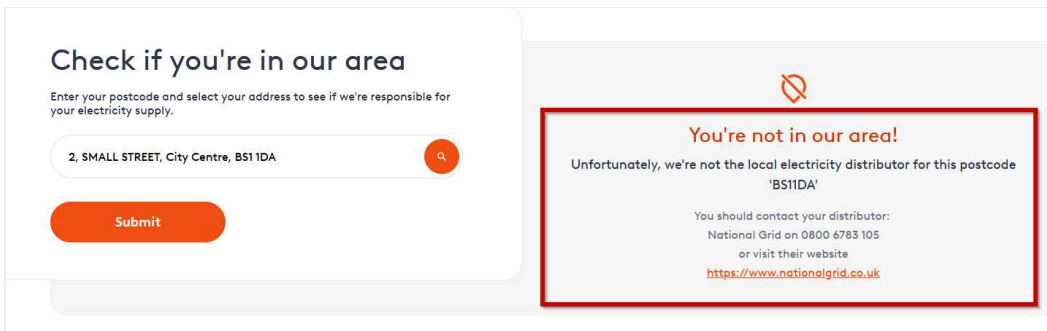 Check if you're in our area
Enter your postcode and select your address to see if we're responsible for
your electricity supply.
2, SMALL STREET, City Centre, BS1 1DA
Submit
You're not in our area!
Unfortunately, we're not the local electricity distributor for this postcode
'BS11DA'
You should contact your distributor:
National Grid on 0800 6783 105
or visit their website
https://www.nationalgrid.co.uk